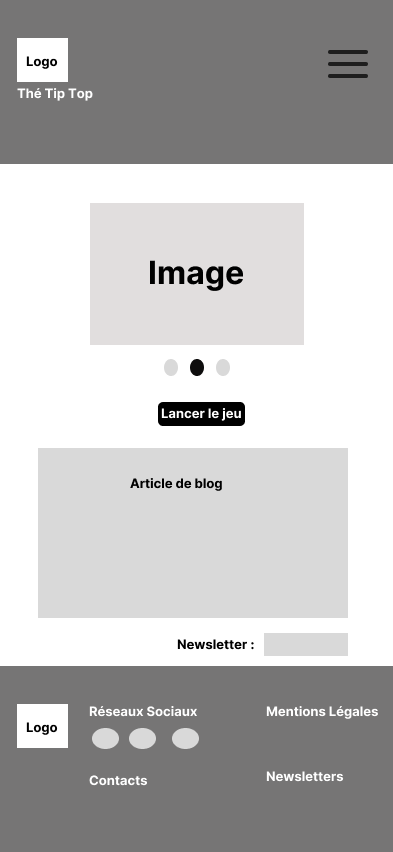 Logo
Thé Tip Top
Image
Lancer le jeu
Article de blog
Newsletter :
Logo
Réseaux Sociaux
Mentions Légales
Contacts
Newsletters